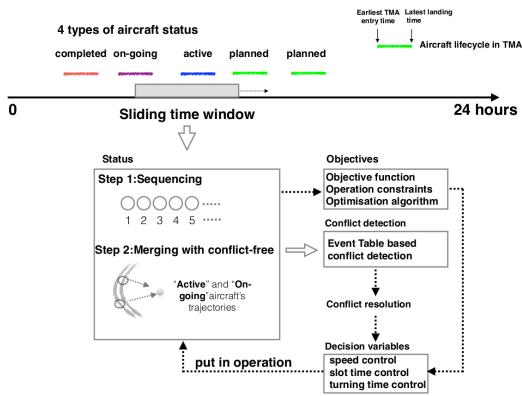 4 types of aircraft status
Earliest TMA
entry time
Latest landing
time
Aircraft lifecycle in TMA
completed
on-going
active
planned
planned
0
24 hours
Sliding time window
Status
Step 1:Sequencing
1 2 3 4 5
Step 2:Merging with conflict-free
“Active” and “On-
going”aircraft's
trajectories
Objectives
Objective function
Operation constraints
Optimisation algorithm
Conflict detection
Event Table based
conflict detection
Conflict resolution
Decision variables
speed control
slot time control
turning time control
put in operation